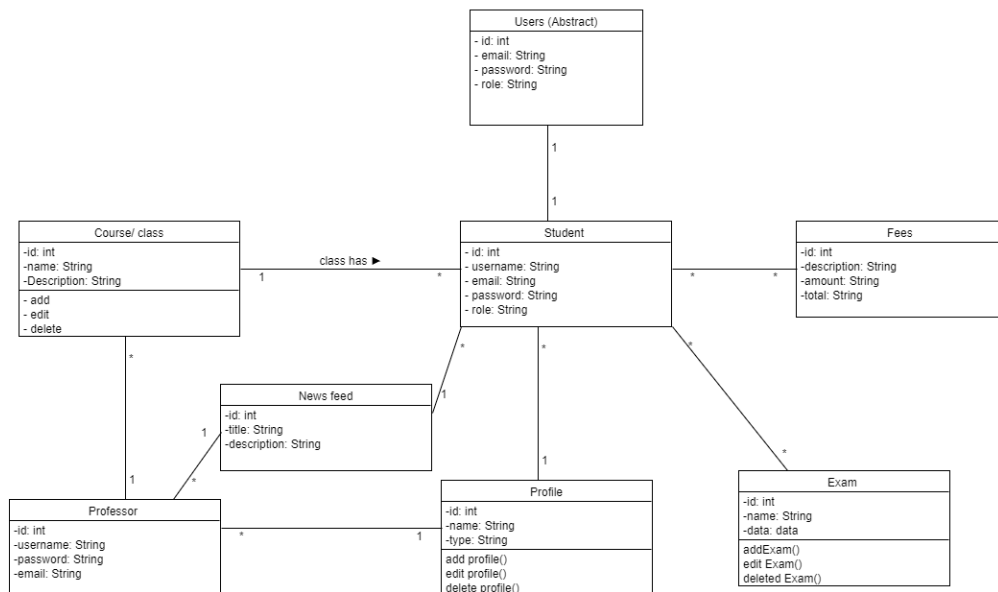 Users (Abstract)
- id: int
- email: String
- password: String
- role: String
1
1
Course/ class
-id: int
-name: String
-Description: String
- add
- edit
- delete
class has ►
1
*
Student
- id: int
- username: String
- email: String
- password: String
- role: String
*
*
Fees
-id: int
-description: String
-amount: String
-total: String
*
*
*
*
1
News feed
-id: int
-title: String
-description: String
1
*
1
*
1
Professor
-id: int
-username: String
-password: String
-email: String
*
1
Profile
-id: int
-name: String
-type: String
add profile()
edit profile()
delete profile()
*
Exam
-id: int
-name: String
-data: data
addExam()
edit Exam()
deleted Exam()